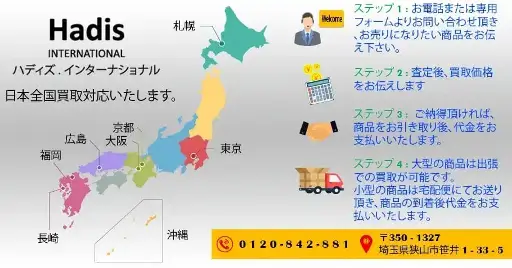 Hadis
INTERNATIONAL
ハディズ . インターナショナル
日本全国買取対応いたします。
札幌
京都
大阪
広島
福岡
東京
長崎
沖縄
ステップ 1 : お電話または専用
フォームよりお問い合わせ頂き
、お売りになりたい商品をお伝
え下さい。
Welcome
ステップ 2 : 査定後、買取価格
をお伝えします
ステップ 3 : ご納得頂ければ、
商品をお引き取り後、代金をお
支払いいたします。
ステップ 4 : 大型の商品は出張
での買取が可能です。
小型の商品は宅配便にてお送り
頂き、商品の到着後代金をお支
払いいたします。
0120-842-881
〒350 - 1327
埼玉県狭山市笹井 1 - 33 - 5